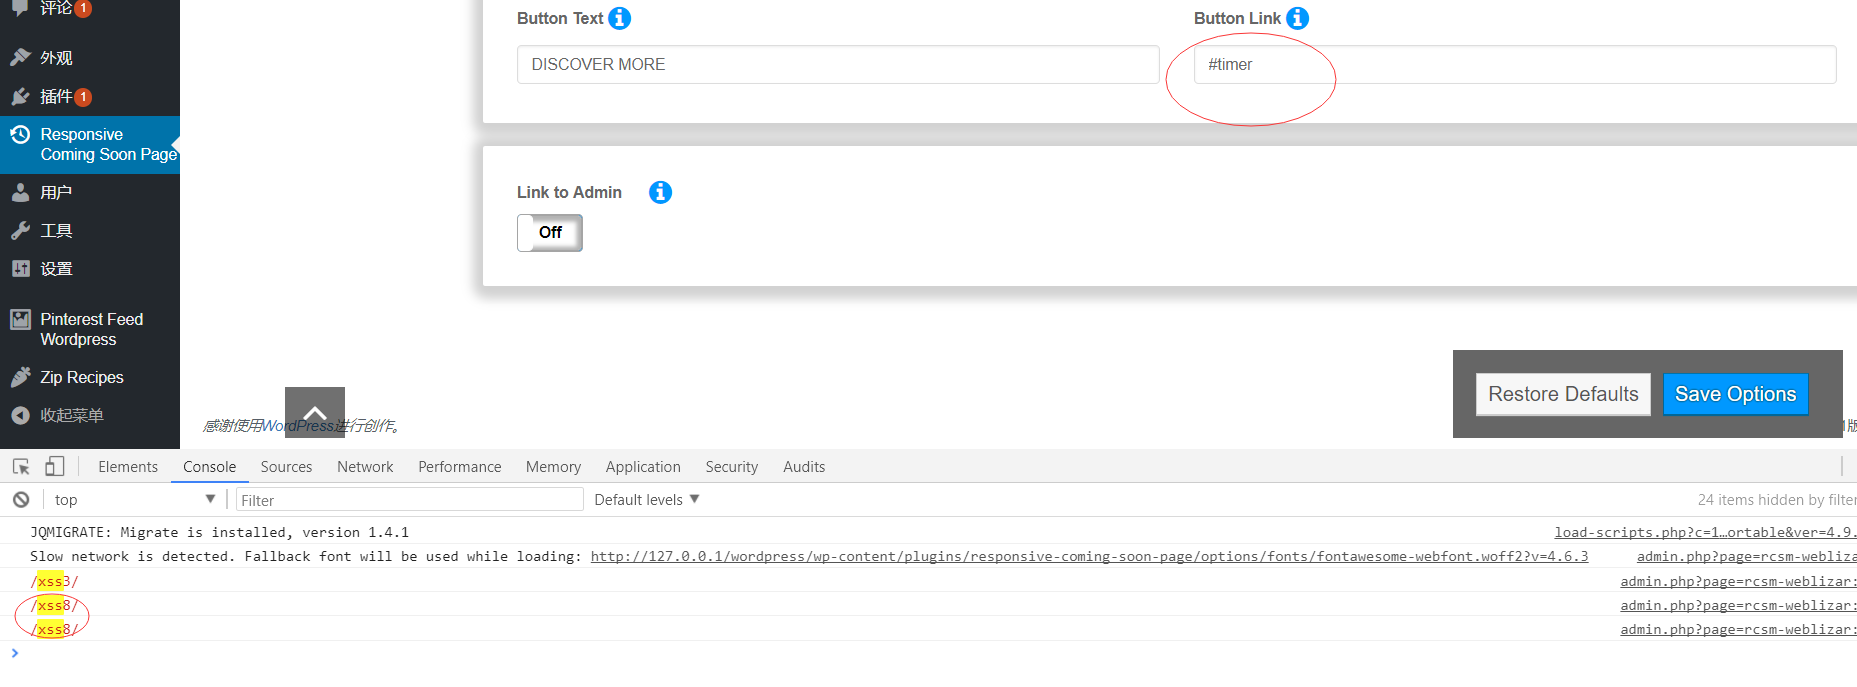 评论 1
外观
插件 1
Responsive
Coming Soon Page
用户
工具
设置
Pinterest Feed
Wordpress
Zip Recipes
收起菜单
Button Text
Button Link
DISCOVER MORE
#timer
Link to Admin
Off
Restore Defaults
Save Options
感谢使用WordPress进行创作。
版
Elements Console Sources Network Performance Memory Application Security Audits
top
Filter
Default levels
24 items hidden by filter
JQMIGRATE: Migrate is installed, version 1.4.1
load-scripts.php?c=1…ortable&ver=4.9.
Slow network is detected. Fallback font will be used while loading: http://127.0.0.1/wordpress/wp-content/plugins/responsive-coming-soon-page/options/fonts/fontawesome-webfont.woff2?v=4.6.3
admin.php?page=rcsm-webliza
/xss3/
admin.php?page=rcsm-weblizar:
/xss8/
admin.php?page=rcsm-weblizar:
/xss8/
admin.php?page=rcsm-weblizar: